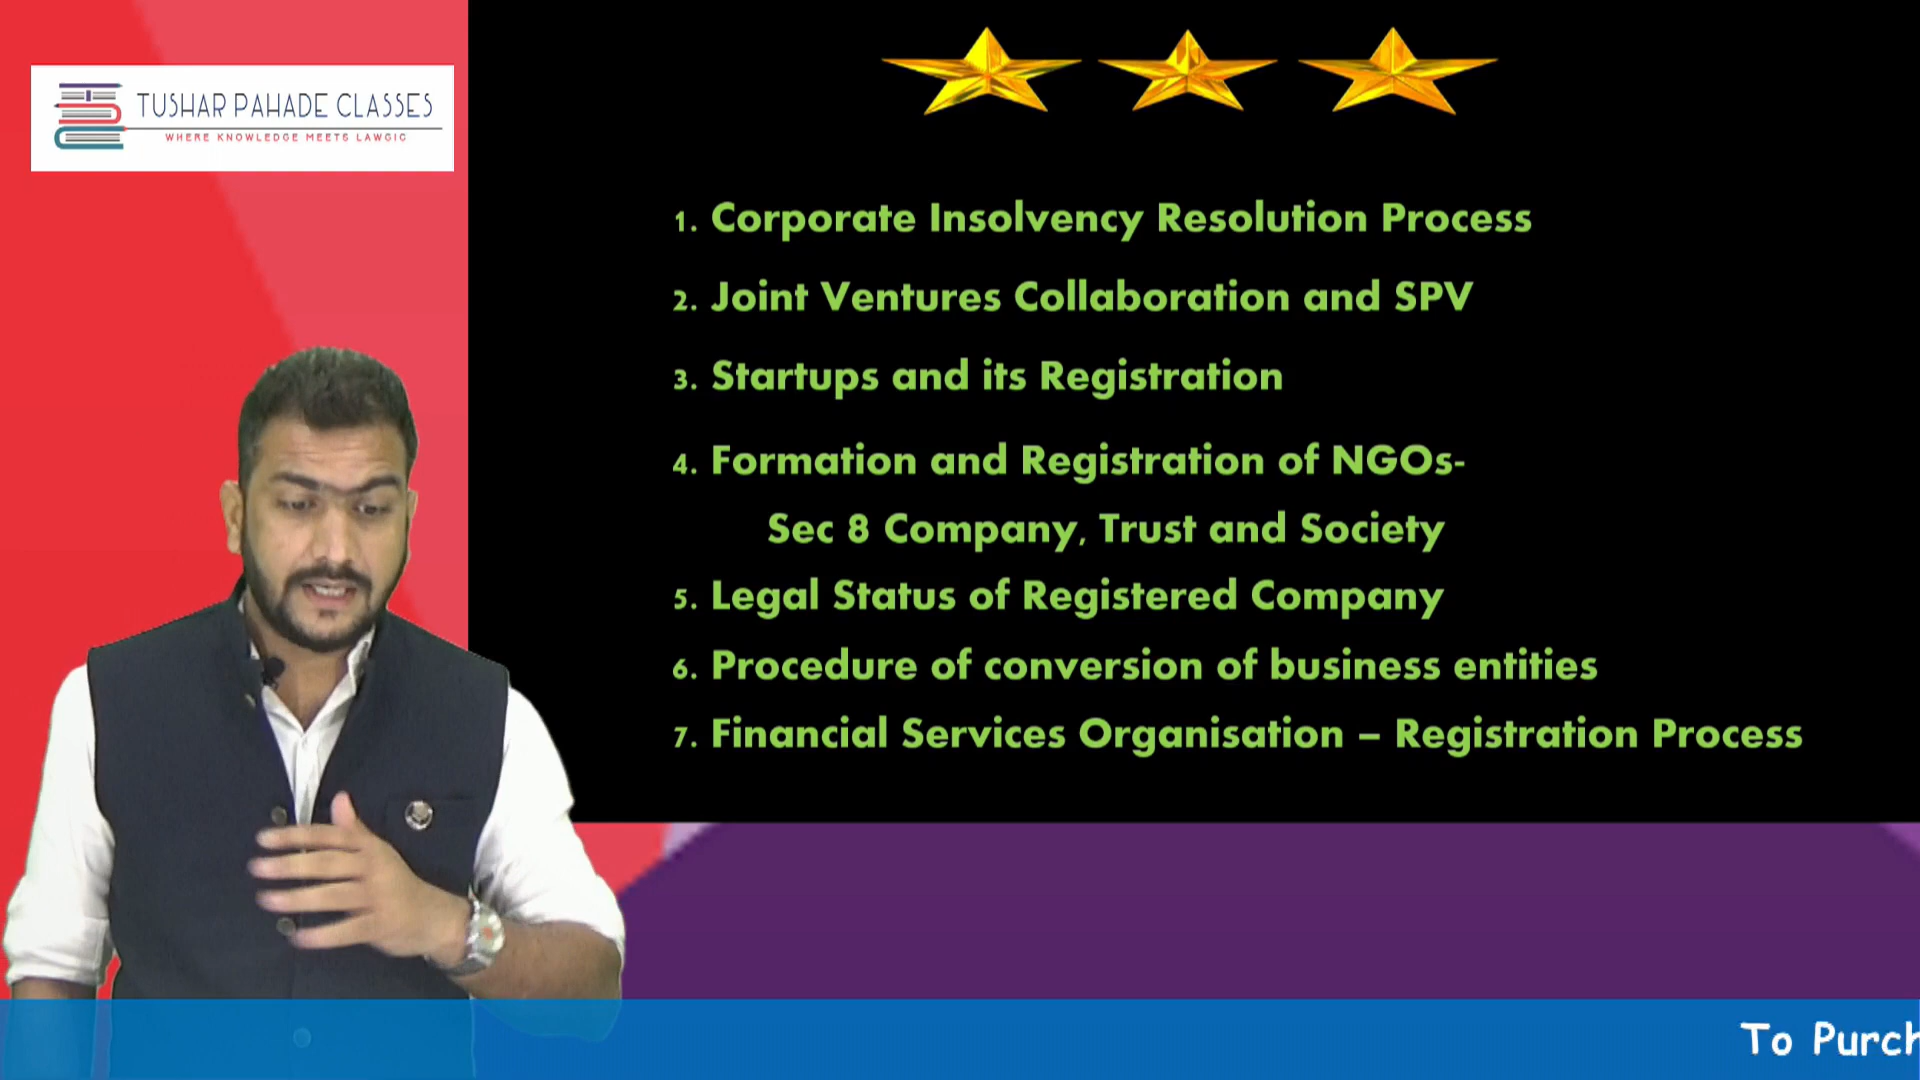 TUSHAR PAHADE CLASSES
WHERE KNOWLEDGE MEETS LAWGIC
1. Corporate Insolvency Resolution Process
2. Joint Ventures Collaboration and SPV
3. Startups and its Registration
4. Formation and Registration of NGOs-
Sec 8 Company, Trust and Society
5. Legal Status of Registered Company
6. Procedure of conversion of business entities
7. Financial Services Organisation – Registration Process
To Purch